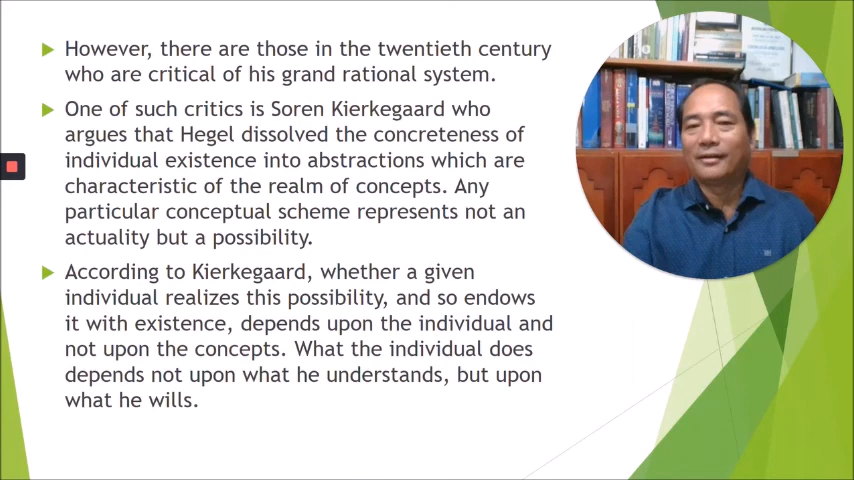 However, there are those in the twentieth century
who are critical of his grand rational system.
One of such critics is Soren Kierkegaard who
argues that Hegel dissolved the concreteness of
individual existence into abstractions which are
characteristic of the realm of concepts. Any
particular conceptual scheme represents not an
actuality but a possibility.
According to Kierkegaard, whether a given
individual realizes this possibility, and so endows
it with existence, depends upon the individual and
not upon the concepts. What the individual does
depends not upon what he understands, but upon
what he wills.